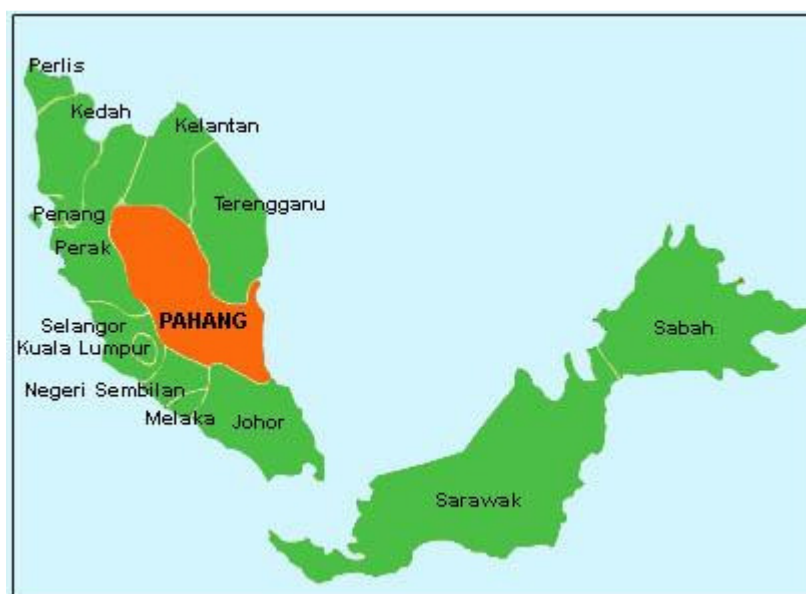 Perlis
Kedah
Kelantan
Penang
Terengganu
Perak
PAHANG
Selangor
Kuala Lumpur
Sabah
Negeri Sembilan
Melaka
Johor
Sarawak